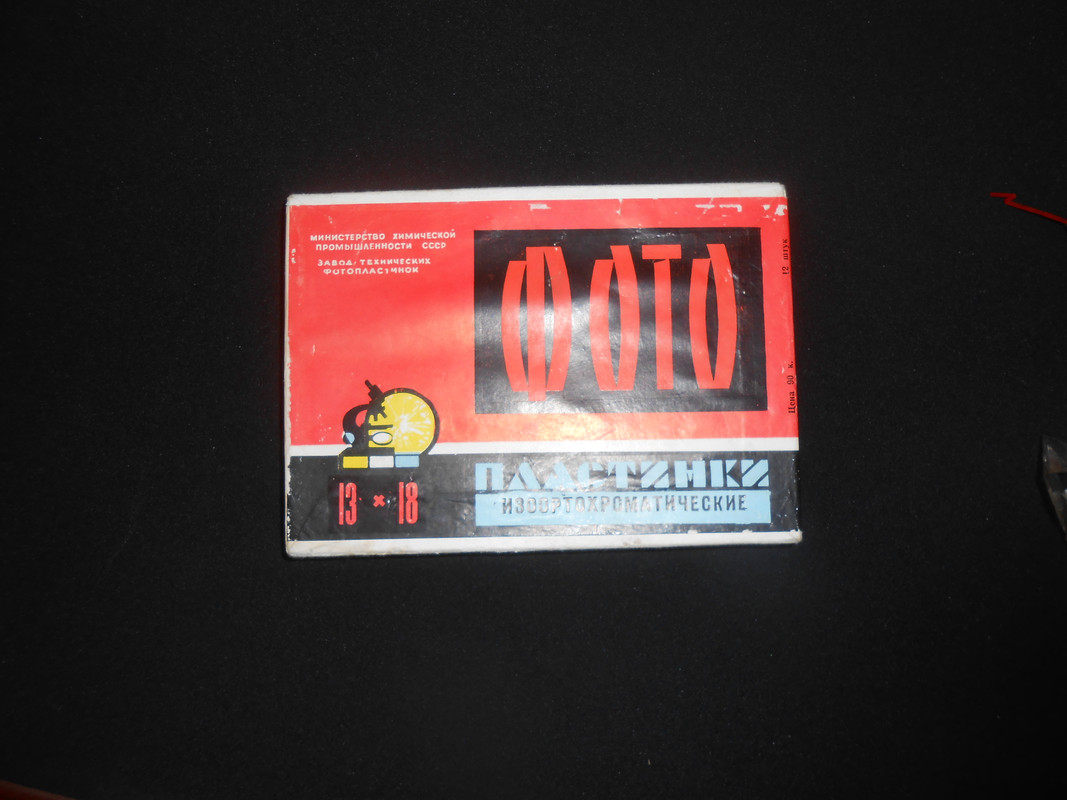 МИНИСТЕРСТВО ХИМИЧЕСКОЙ
ПРОМЫШЛЕННОСТИ СССР
ЗАВОД ТЕХНИЧЕСКИХ
ФОТОПЛАСТИНОК
ФОТО
12 штук
Цена 90 к.
ПЛАСТИНКИ
ИЗООРТОХРОМАТИЧЕСКИЕ
13 × 18